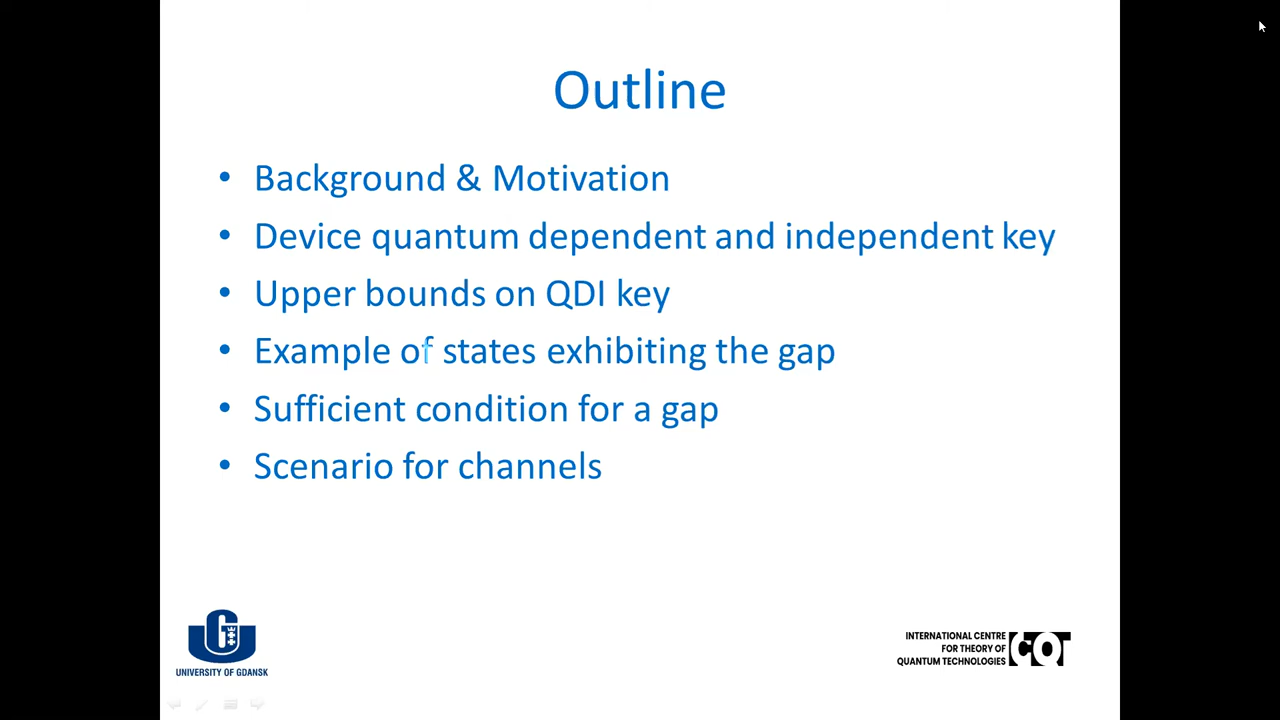 Outline
• Background & Motivation
• Device quantum dependent and independent key
• Upper bounds on QDI key
• Example of states exhibiting the gap
• Sufficient condition for a gap
• Scenario for channels
UNIVERSITY OF GDAŃSK
INTERNATIONAL CENTRE
FOR THEORY OF
QUANTUM TECHNOLOGIES